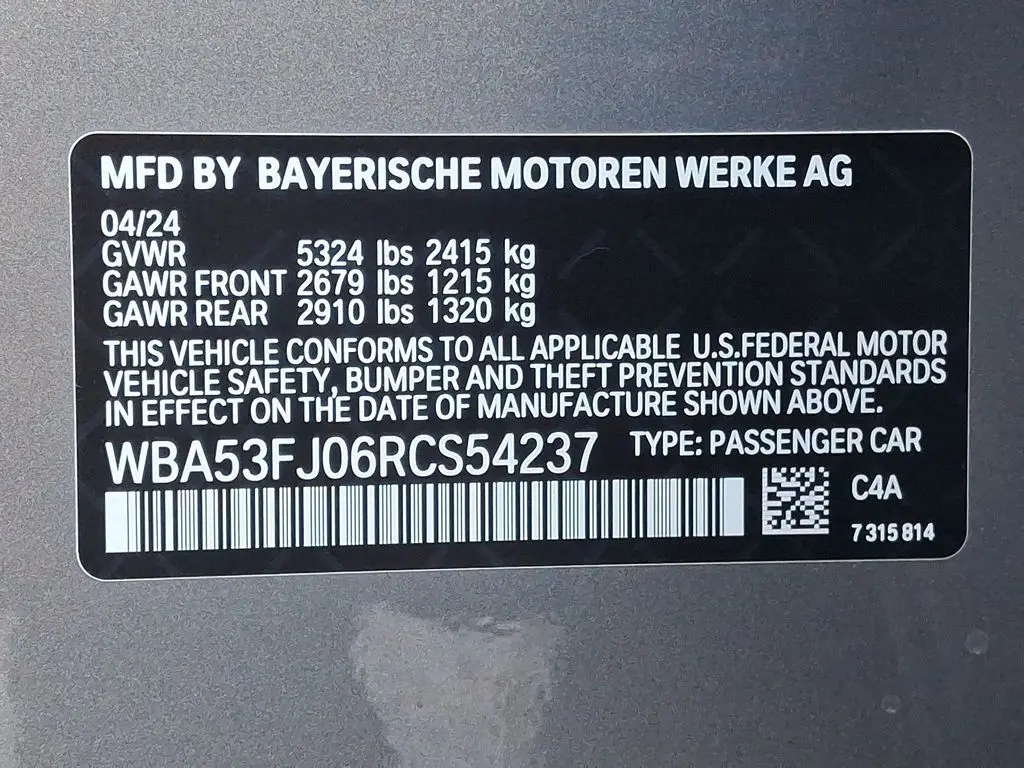 MFD BY BAYERISCHE MOTOREN WERKE AG
04/24
GVWR 5324 lbs 2415 kg
GAWR FRONT 2679 lbs 1215 kg
GAWR REAR 2910 lbs 1320 kg
THIS VEHICLE CONFORMS TO ALL APPLICABLE U.S.FEDERAL MOTOR
VEHICLE SAFETY, BUMPER AND THEFT PREVENTION STANDARDS
IN EFFECT ON THE DATE OF MANUFACTURE SHOWN ABOVE.
WBA53FJ06RCS54237 TYPE: PASSENGER CAR
C4A
7 315 814